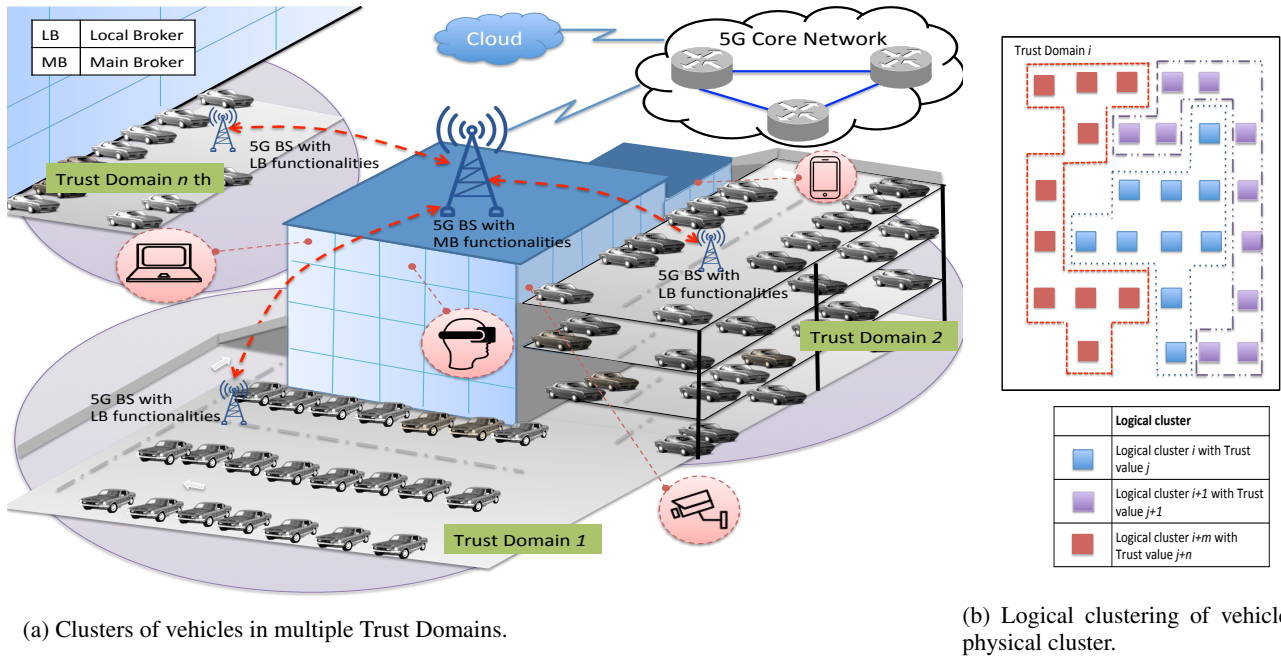 LB Local Broker
MB Main Broker
Cloud
5G Core Network
5G BS with
LB functionalities
Trust Domain n th
5G BS with
MB functionalities
5G BS with
LB functionalities
Trust Domain 2
5G BS with
LB functionalities
Trust Domain 1
(a) Clusters of vehicles in multiple Trust Domains.
Trust Domain i
Logical cluster
Logical cluster i with Trust
value j
Logical cluster i+1 with Trust
value j+1
Logical cluster i+m with
Trust value j+n
(b) Logical clustering of vehicle
physical cluster.